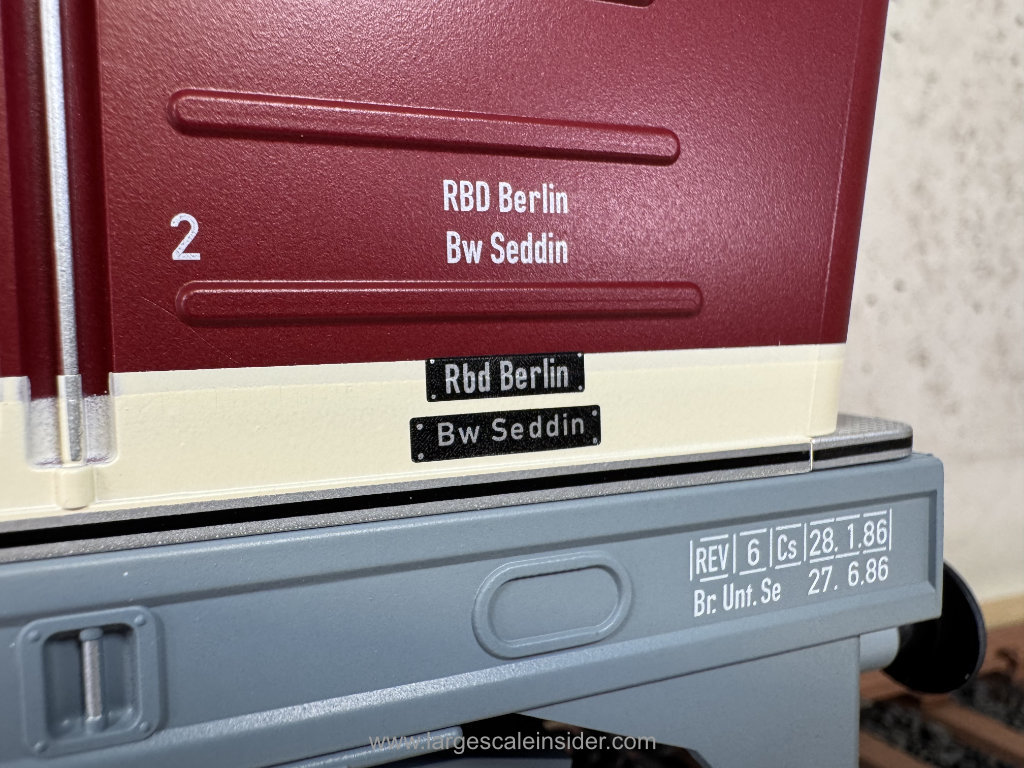 RBD Berlin
2 Bw Seddin
Rbd Berlin
Bw Seddin
REV 6 Cs 28. 1.86
Br. Unt. Se 27. 6.86
www.largescaleinsider.com